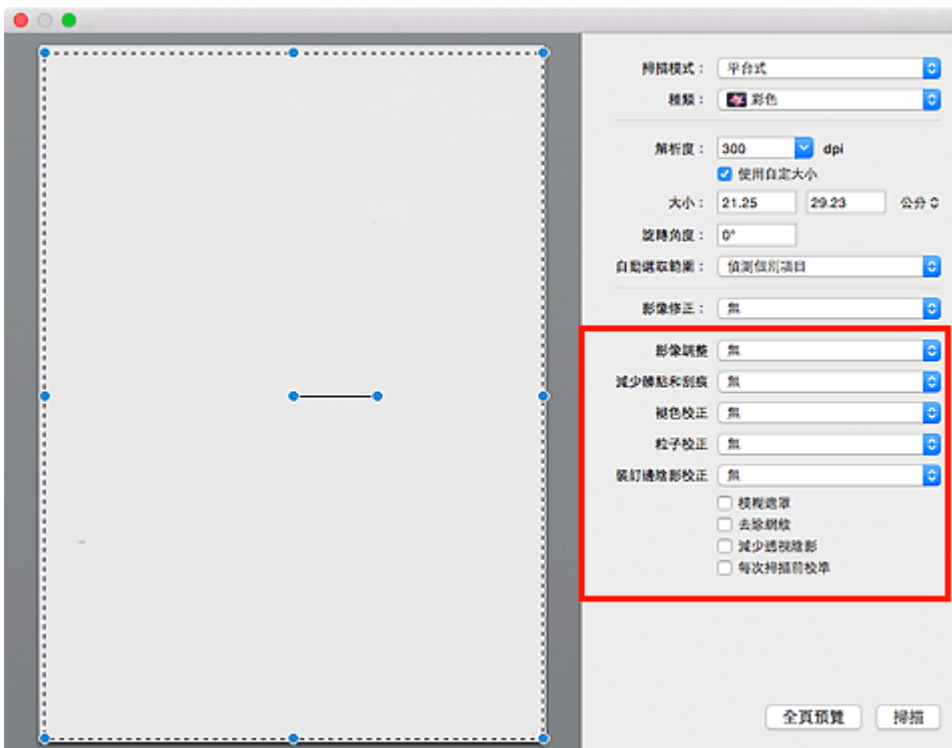 掃描模式： 平台式
種類： 彩色
解析度： 300 dpi
使用自定大小
大小： 21.25 29.23 公分
旋轉角度： 0°
自動選取範圍： 偵測個別項目
影像修正： 無
影像調整 無
減少髒點和刮痕 無
褪色校正 無
粒子校正 無
裝訂邊陰影校正 無
模糊遮罩
去除網紋
減少透視陰影
每次掃描前校準
全頁預覽 掃描